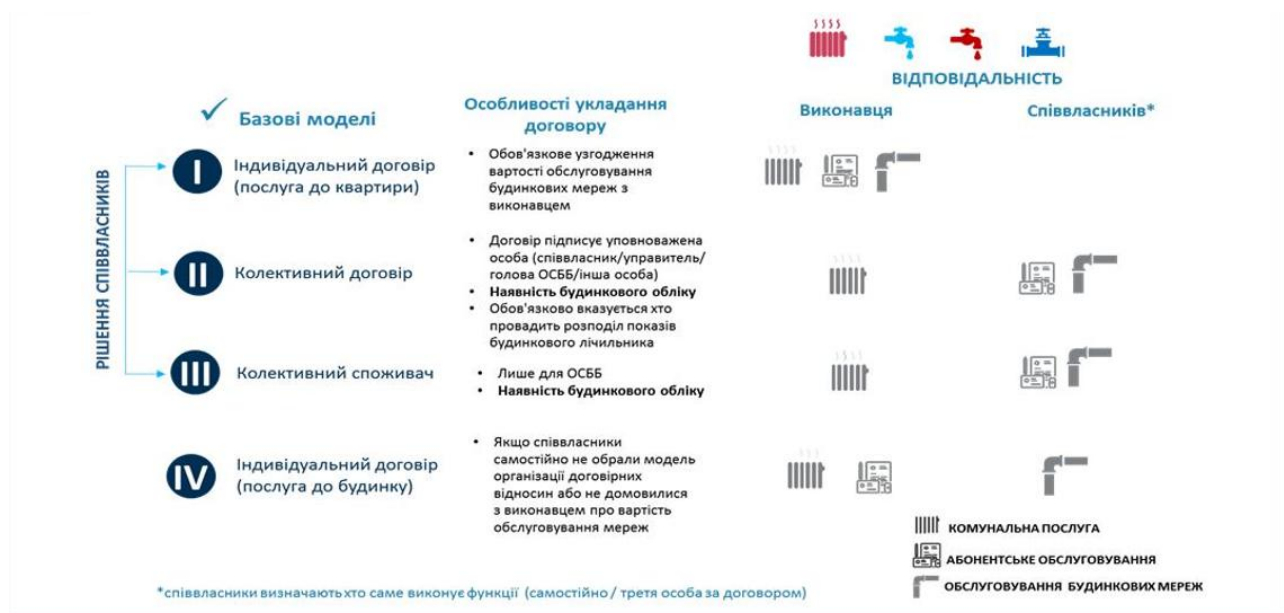 ВІДПОВІДАЛЬНІСТЬ
Базові моделі
Особливості укладання
договору
Виконавця
Співвласників*
РІШЕННЯ СПІВВЛАСНИКІВ
I
Індивідуальний договір
(послуга до квартири)
• Обов'язкове узгодження
вартості обслуговування
будинкових мереж з
виконавцем
II
Колективний договір
• Договір підписує уповноважена
особа (співвласник/управитель/
голова ОСББ/інша особа)
• Наявність будинкового обліку
• Обов'язково вказується хто
провадить розподіл показів
будинкового лічильника
III
Колективний споживач
• Лише для ОСББ
• Наявність будинкового обліку
IV
Індивідуальний договір
(послуга до будинку)
• Якщо співвласники
самостійно не обрали модель
організації договірних
відносин або не домовилися
з виконавцем про вартість
обслуговування мереж
КОМУНАЛЬНА ПОСЛУГА
АБОНЕНТСЬКЕ ОБСЛУГОВУВАННЯ
ОБСЛУГОВУВАННЯ БУДИНКОВИХ МЕРЕЖ
*співвласники визначають хто саме виконує функції (самостійно / третя особа за договором)